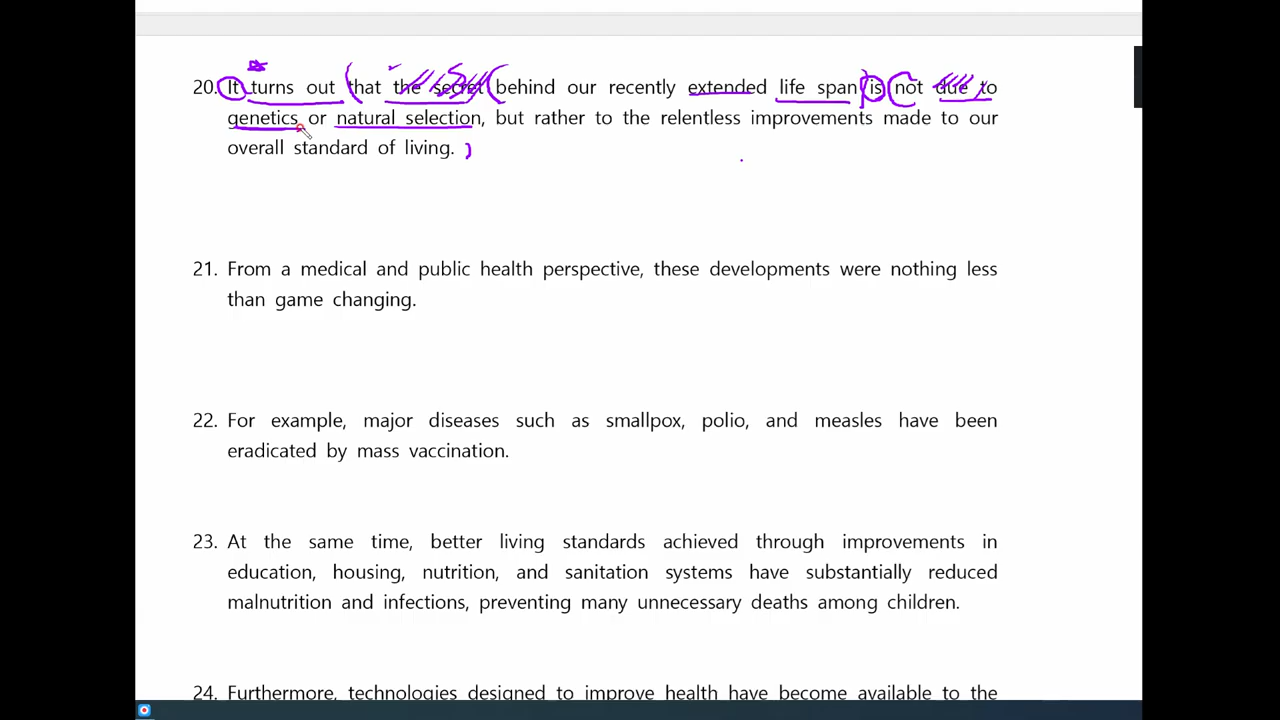 20. It turns out that the secret behind our recently extended life span is not due to
genetics or natural selection, but rather to the relentless improvements made to our
overall standard of living.
21. From a medical and public health perspective, these developments were nothing less
than game changing.
22. For example, major diseases such as smallpox, polio, and measles have been
eradicated by mass vaccination.
23. At the same time, better living standards achieved through improvements in
education, housing, nutrition, and sanitation systems have substantially reduced
malnutrition and infections, preventing many unnecessary deaths among children.
24. Furthermore, technologies designed to improve health have become available to the